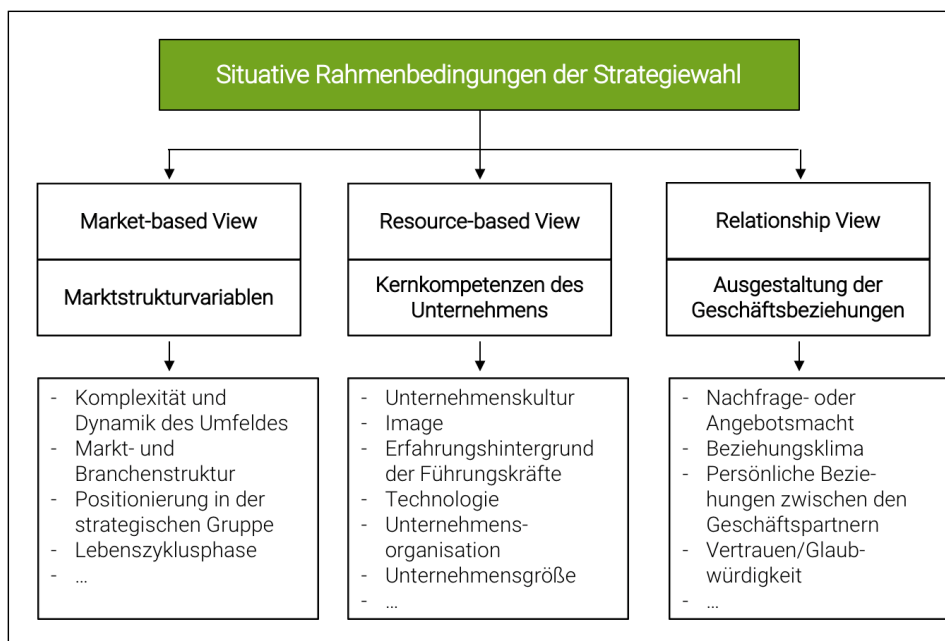 Situative Rahmenbedingungen der Strategiewahl
Market-based View
Marktstrukturvariablen
- Komplexität und
Dynamik des Umfeldes
- Markt- und
Branchenstruktur
- Positionierung in der
strategischen Gruppe
- Lebenszyklusphase
- ...
Resource-based View
Kernkompetenzen des
Unternehmens
- Unternehmenskultur
- Image
- Erfahrungshintergrund
der Führungskräfte
- Technologie
- Unternehmens-
organisation
- Unternehmensgröße
- ...
Relationship View
Ausgestaltung der
Geschäftsbeziehungen
- Nachfrage- oder
Angebotsmacht
- Beziehungsklima
- Persönliche Bezie-
hungen zwischen den
Geschäftspartnern
- Vertrauen/Glaub-
würdigkeit
- ...